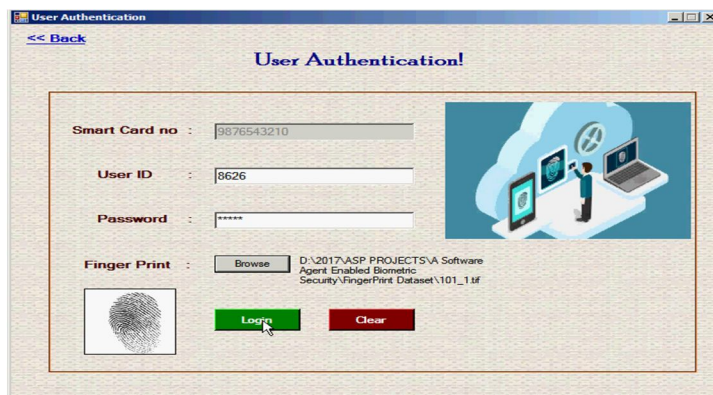 User Authentication
<< Back
User Authentication!
Smart Card no : 9876543210
User ID : 8626
Password : *****
Finger Print : Browse D:\2017\ASP PROJECTS\A Software
Agent Enabled Biometric
Security\FingerPrint Dataset\101_1.tif
Login Clear